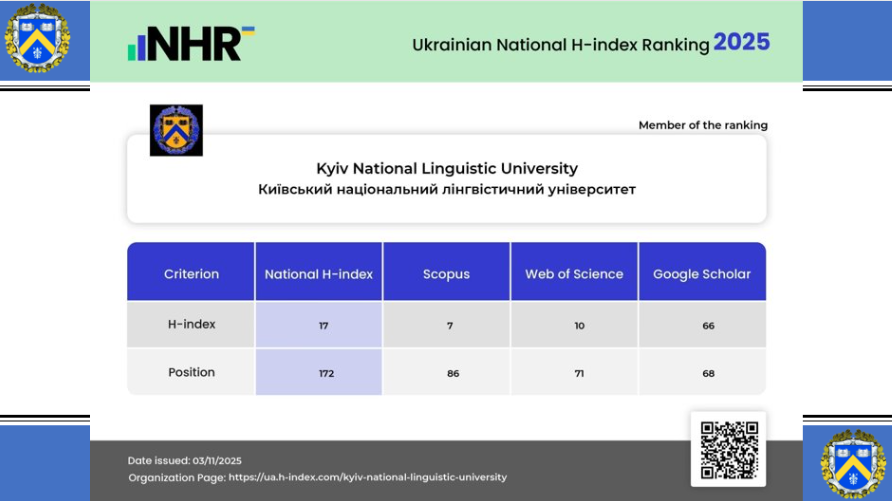 NHR
Ukrainian National H-index Ranking 2025
Member of the ranking
Kyiv National Linguistic University
Київський національний лінгвістичний університет
Criterion National H-index Scopus Web of Science Google Scholar
H-index 17 7 10 66
Position 172 86 71 68
Date issued: 03/11/2025
Organization Page: https://ua.h-index.com/kyiv-national-linguistic-university